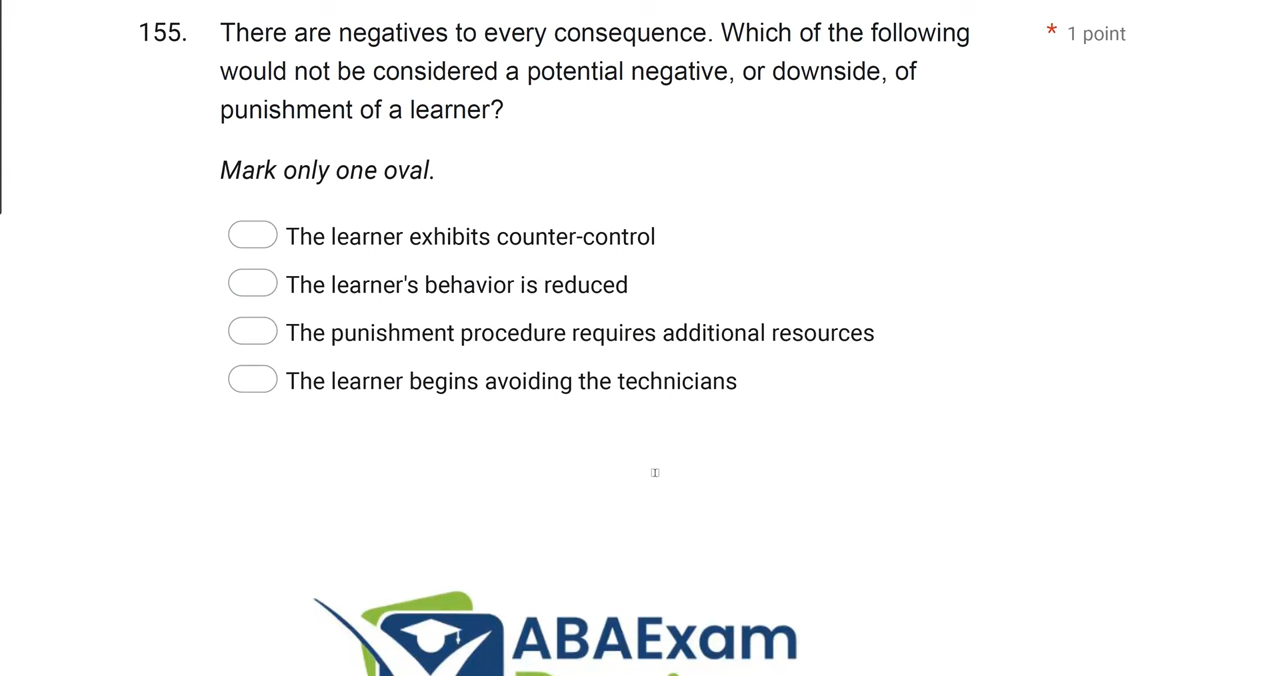 155. There are negatives to every consequence. Which of the following * 1 point
would not be considered a potential negative, or downside, of
punishment of a learner?
Mark only one oval.
The learner exhibits counter-control
The learner's behavior is reduced
The punishment procedure requires additional resources
The learner begins avoiding the technicians
ABAExam